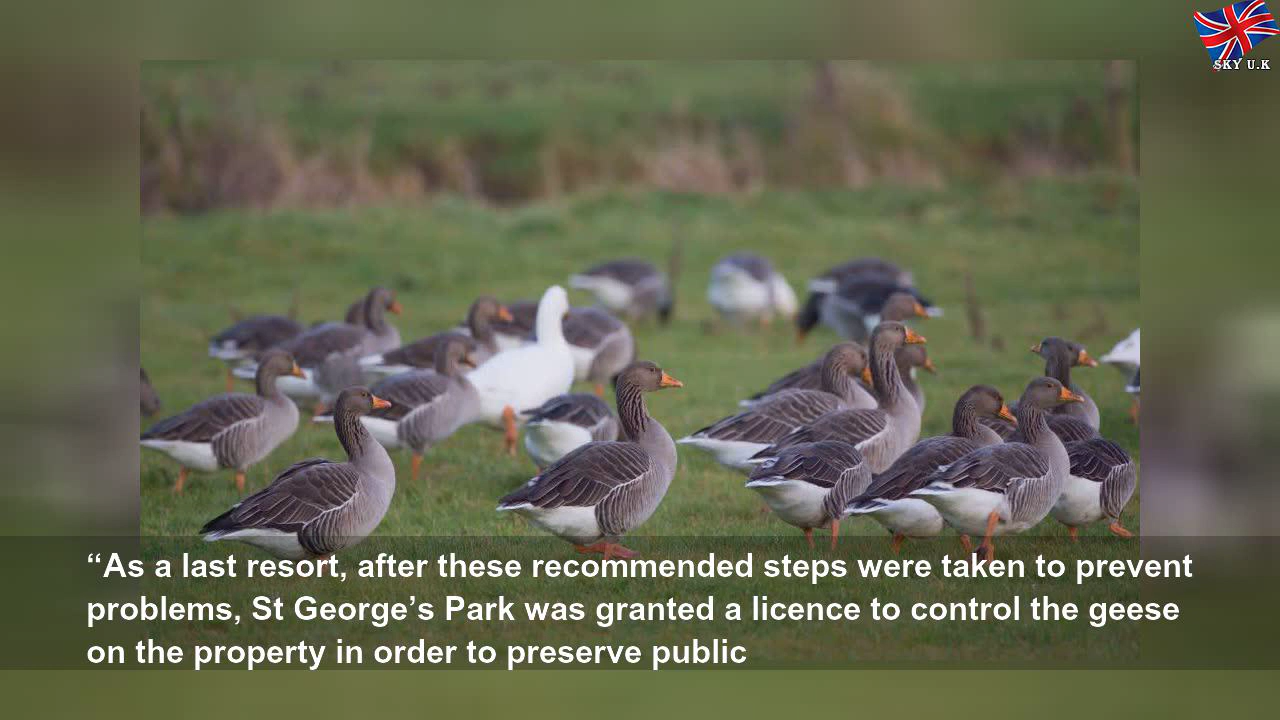 SKY U.K
“As a last resort, after these recommended steps were taken to prevent
problems, St George’s Park was granted a licence to control the geese
on the property in order to preserve public